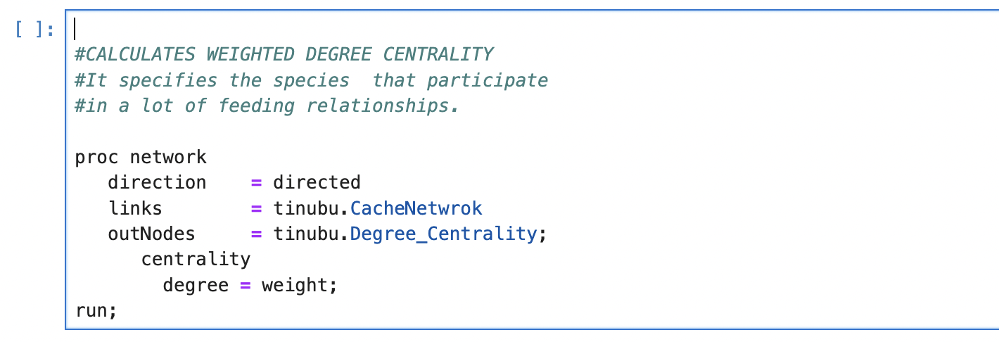 [ ]:
#CALCULATES WEIGHTED DEGREE CENTRALITY
#It specifies the species  that participate
#in a lot of feeding relationships.

proc network
   direction    = directed
   links        = tinubu.CacheNetwrok
   outNodes     = tinubu.Degree_Centrality;
      centrality
        degree = weight;
run;